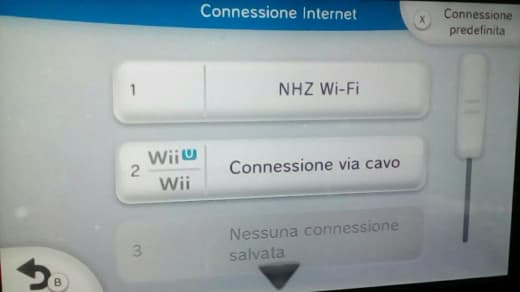 Connessione Internet
X Connessione
predefinita
1 NHZ Wi-Fi
2 Wii U
Wii
Connessione via cavo
3 Nessuna connessione
salvata
B